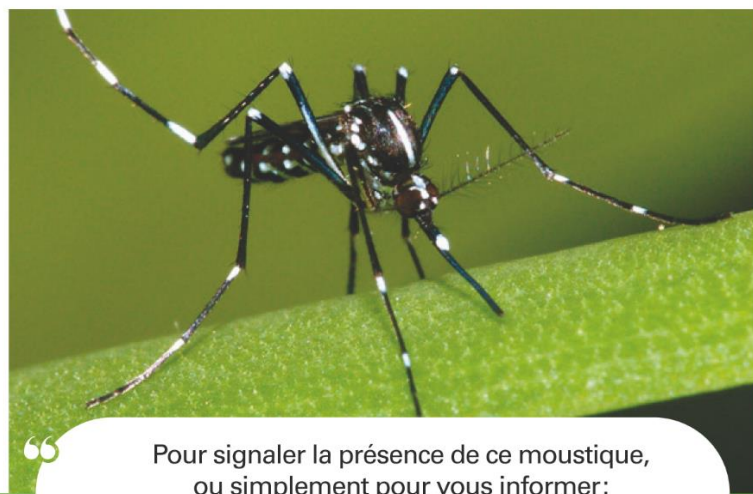 “
Pour signaler la présence de ce moustique,
ou simplement pour vous informer: